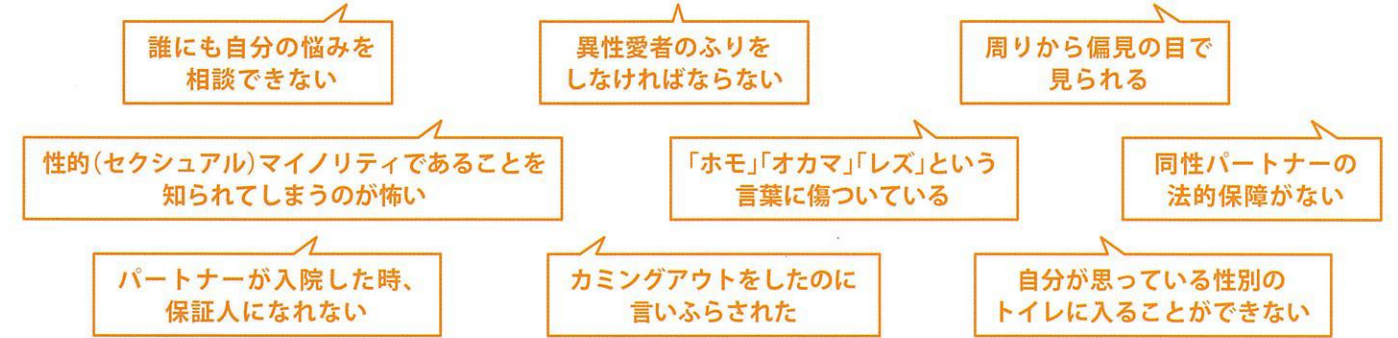 誰にも自分の悩みを
相談できない
異性愛者のふりを
しなければならない
周りから偏見の目で
見られる
性的(セクシュアル)マイノリティであることを
知られてしまうのが怖い
「ホモ」「オカマ」「レズ」という
言葉に傷ついている
同性パートナーの
法的保障がない
パートナーが入院した時、
保証人になれない
カミングアウトをしたのに
言いふらされた
自分が思っている性別の
トイレに入ることができない